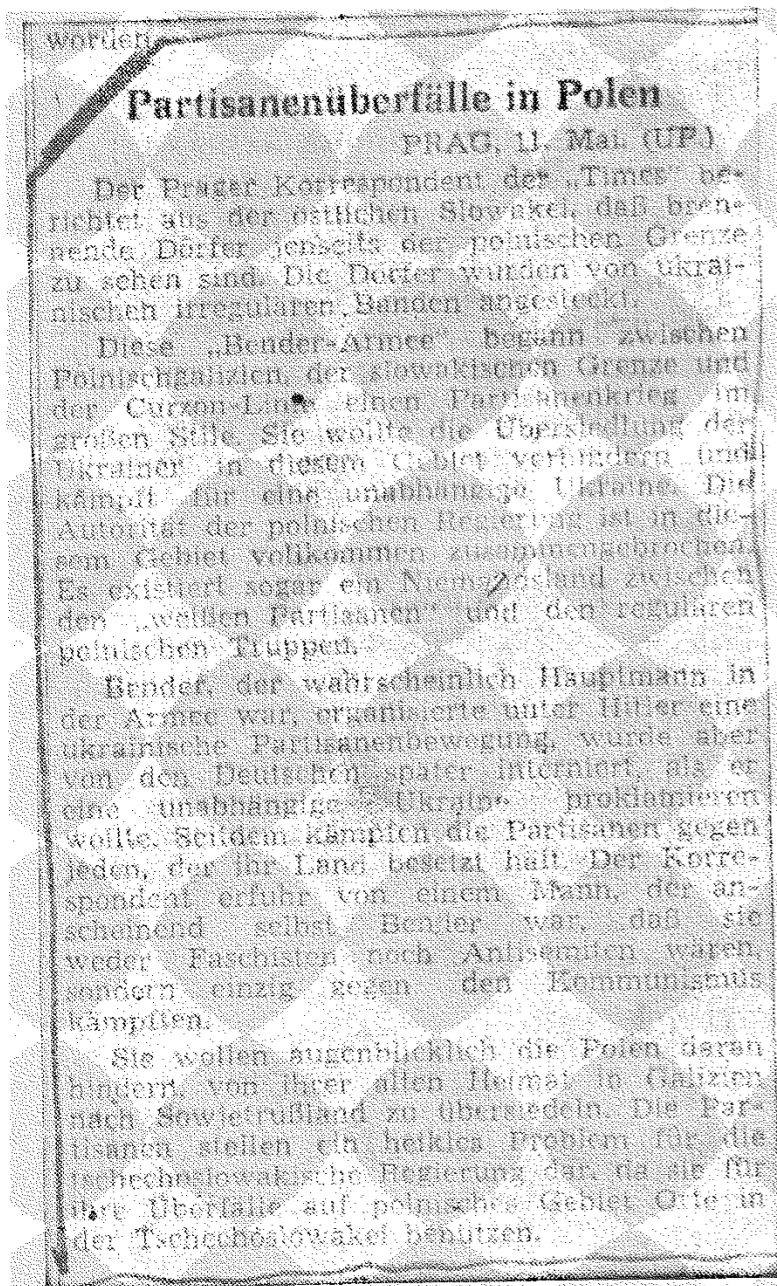 worden.
Partisanenüberfälle in Polen
PRAG, 11. Mai. (UP.)
Der Prager Korrespondent der „Times" be-
richtet aus der östlichen Slowakei, daß bren-
nende Dörfer jenseits der polnischen Grenze
zu sehen sind. Die Dörfer wurden von ukrai-
nischen irregulären Banden angesteckt.
Diese „Bender-Armee" begann zwischen
Polnischgalizien, der slowakischen Grenze und
der Curzon-Linie einen Partisanenkrieg im
großen Stile. Sie wollte die Übersiedlung der
Ukrainer in diesem Gebiet verhindern und
kämpft für eine unabhängige Ukraine. Die
Autorität der polnischen Regierung ist in die-
sem Gebiet vollkommen zusammengebrochen.
Es existiert sogar ein Niemandsland zwischen
den „weißen Partisanen" und den regulären
polnischen Truppen.
Bender, der wahrscheinlich Hauptmann in
der Armee war, organisierte unter Hitler eine
ukrainische Partisanenbewegung, wurde aber
von den Deutschen später interniert, als er
eine unabhängige Ukraine proklamieren
wollte. Seitdem kämpfen die Partisanen gegen
jeden, der ihr Land besetzt hält. Der Korre-
spondent erfuhr von einem Mann, der an-
scheinend selbst Bender war, daß sie
weder Faschisten noch Antisemiten wären,
sondern einzig gegen den Kommunismus
kämpften.
Sie wollen augenblicklich die Polen daran
hindern, von ihrer alten Heimat in Galizien
nach Sowjetrußland zu übersiedeln. Die Par-
tisanen stellen ein heikles Problem für die
tschechoslowakische Regierung dar, da sie für
ihre Überfälle auf polnisches Gebiet Orte in
der Tschechoslowakei benützen.